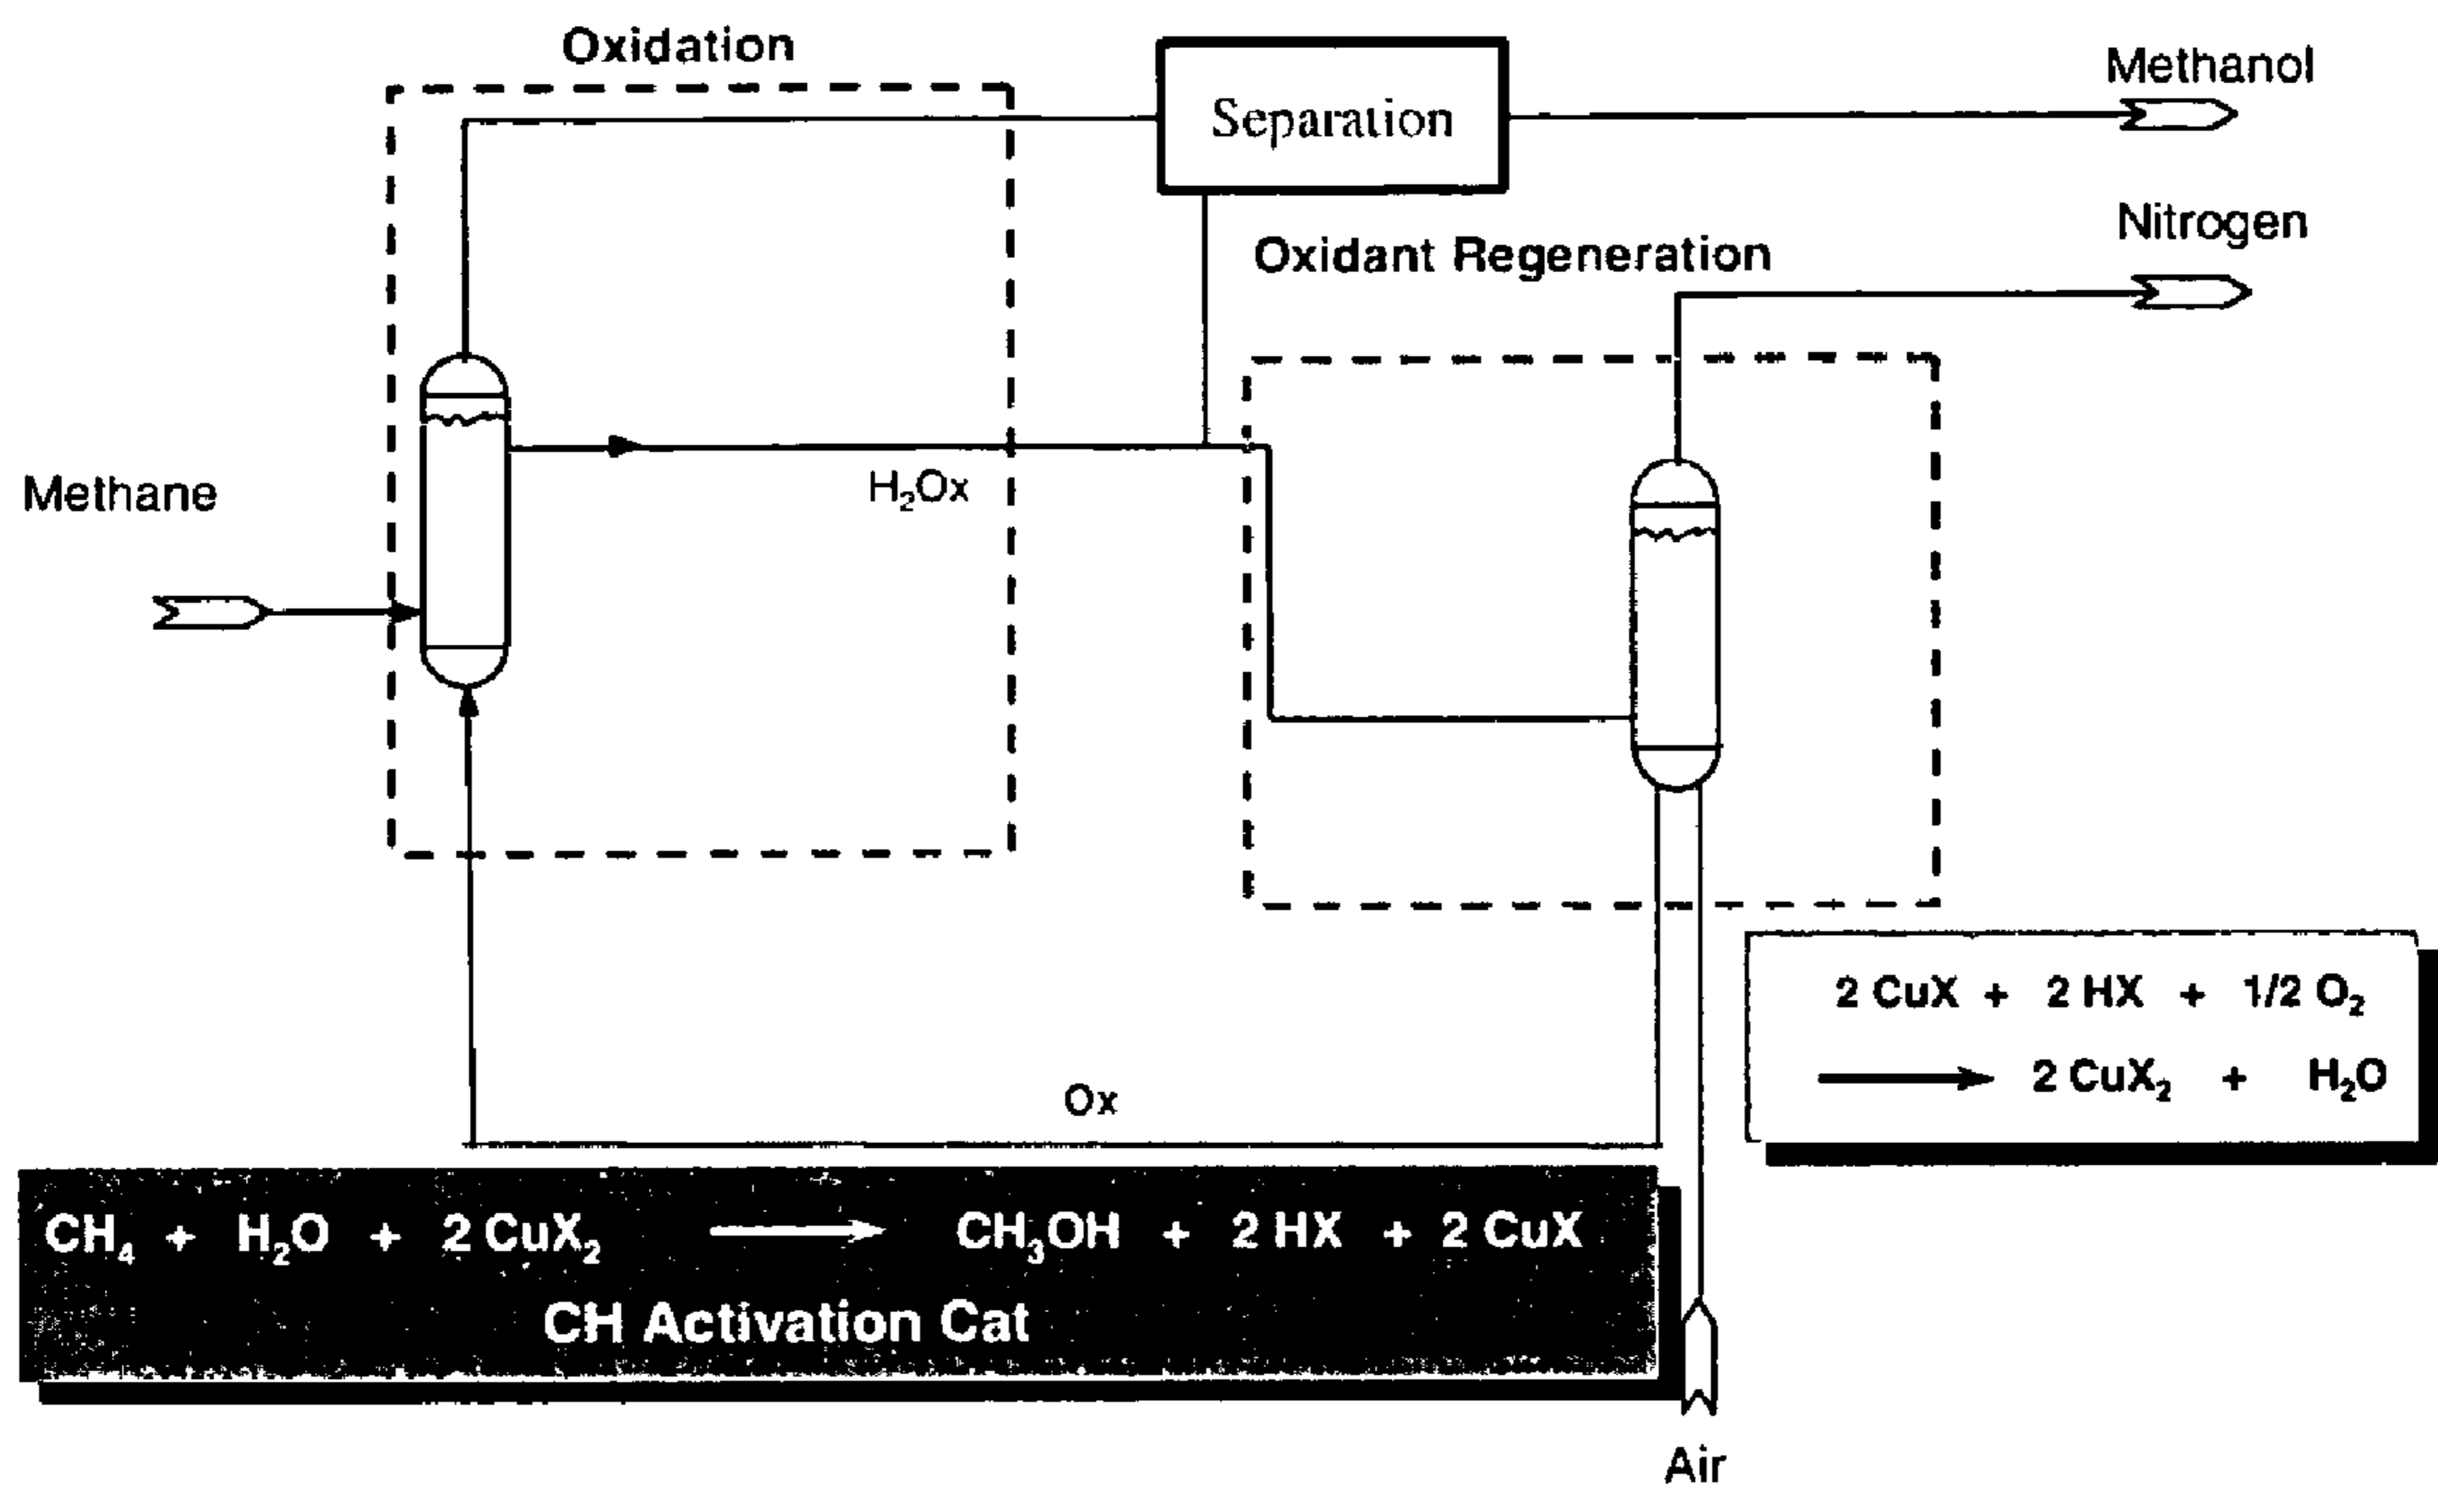 Oxidation
Separation
Methanol
Nitrogen
Oxidant Regeneration
Methane
H₂Ox
2 CuX + 2 HX + 1/2 O₂
⟶ 2 CuX₂ + H₂O
Ox
CH₄ + H₂O + 2 CuX₂ ⟶ CH₃OH + 2 HX + 2 CuX
CH Activation Cat
Air